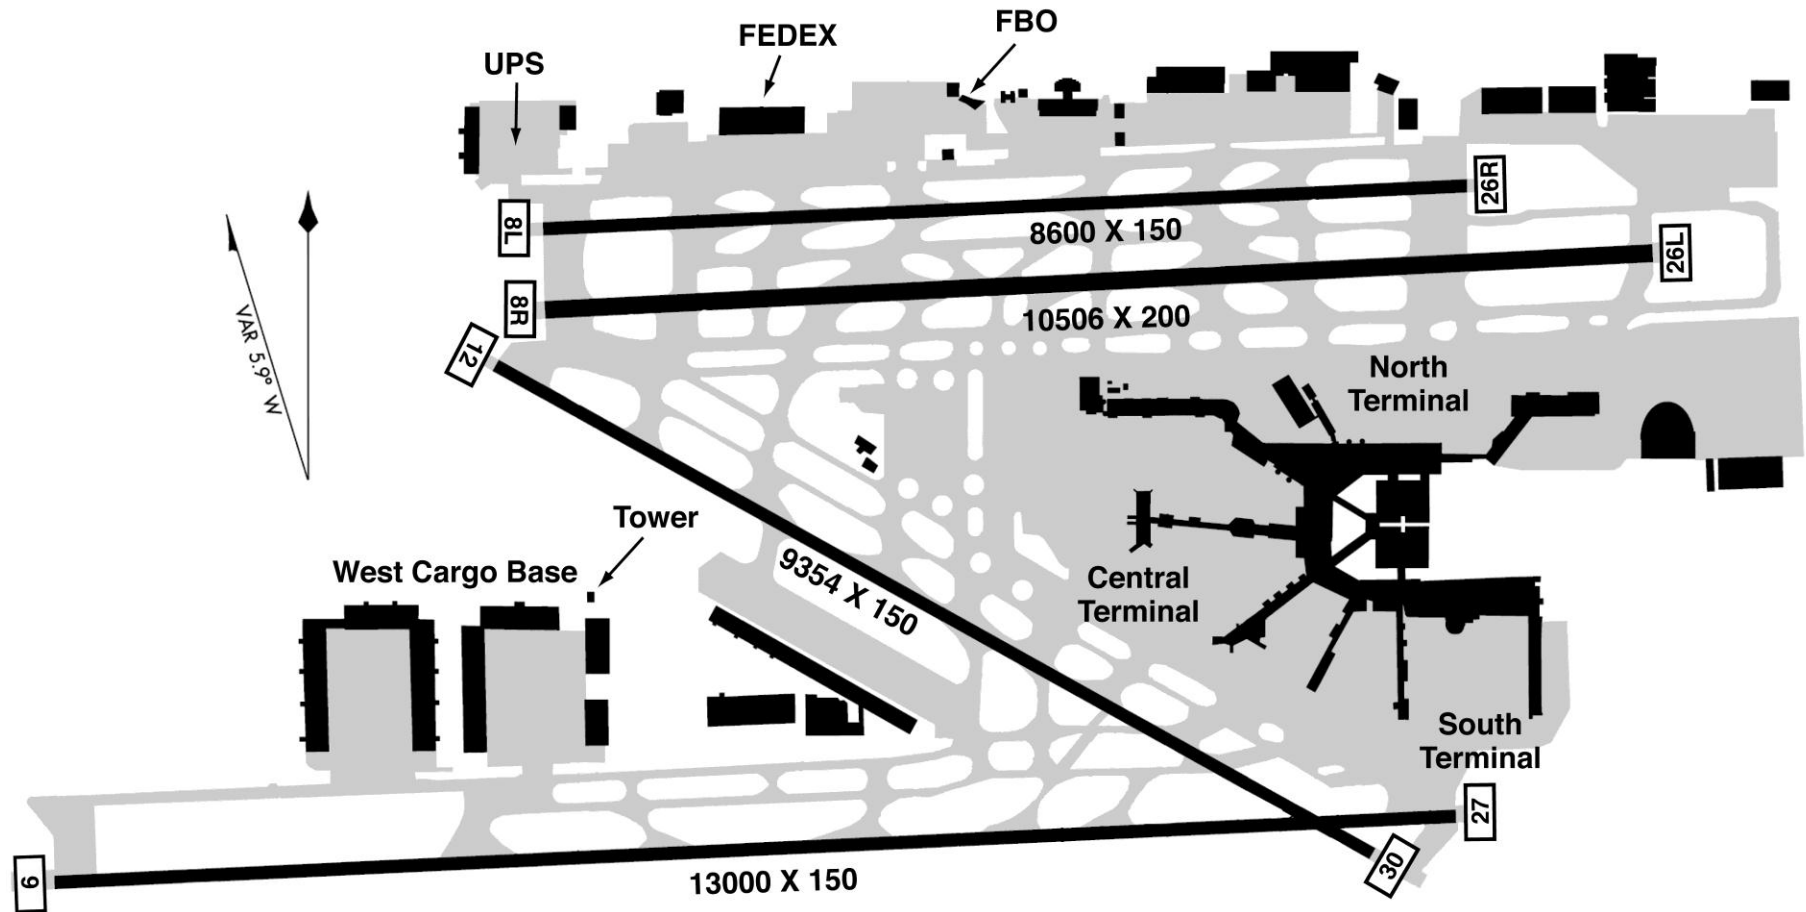 FBO
FEDEX
UPS
26R
8L
8600 X 150
26L
8R
10506 X 200
12
VAR 5.9° W
North
Terminal
Tower
9354 X 150
West Cargo Base
Central
Terminal
South
Terminal
27
30
9
13000 X 150